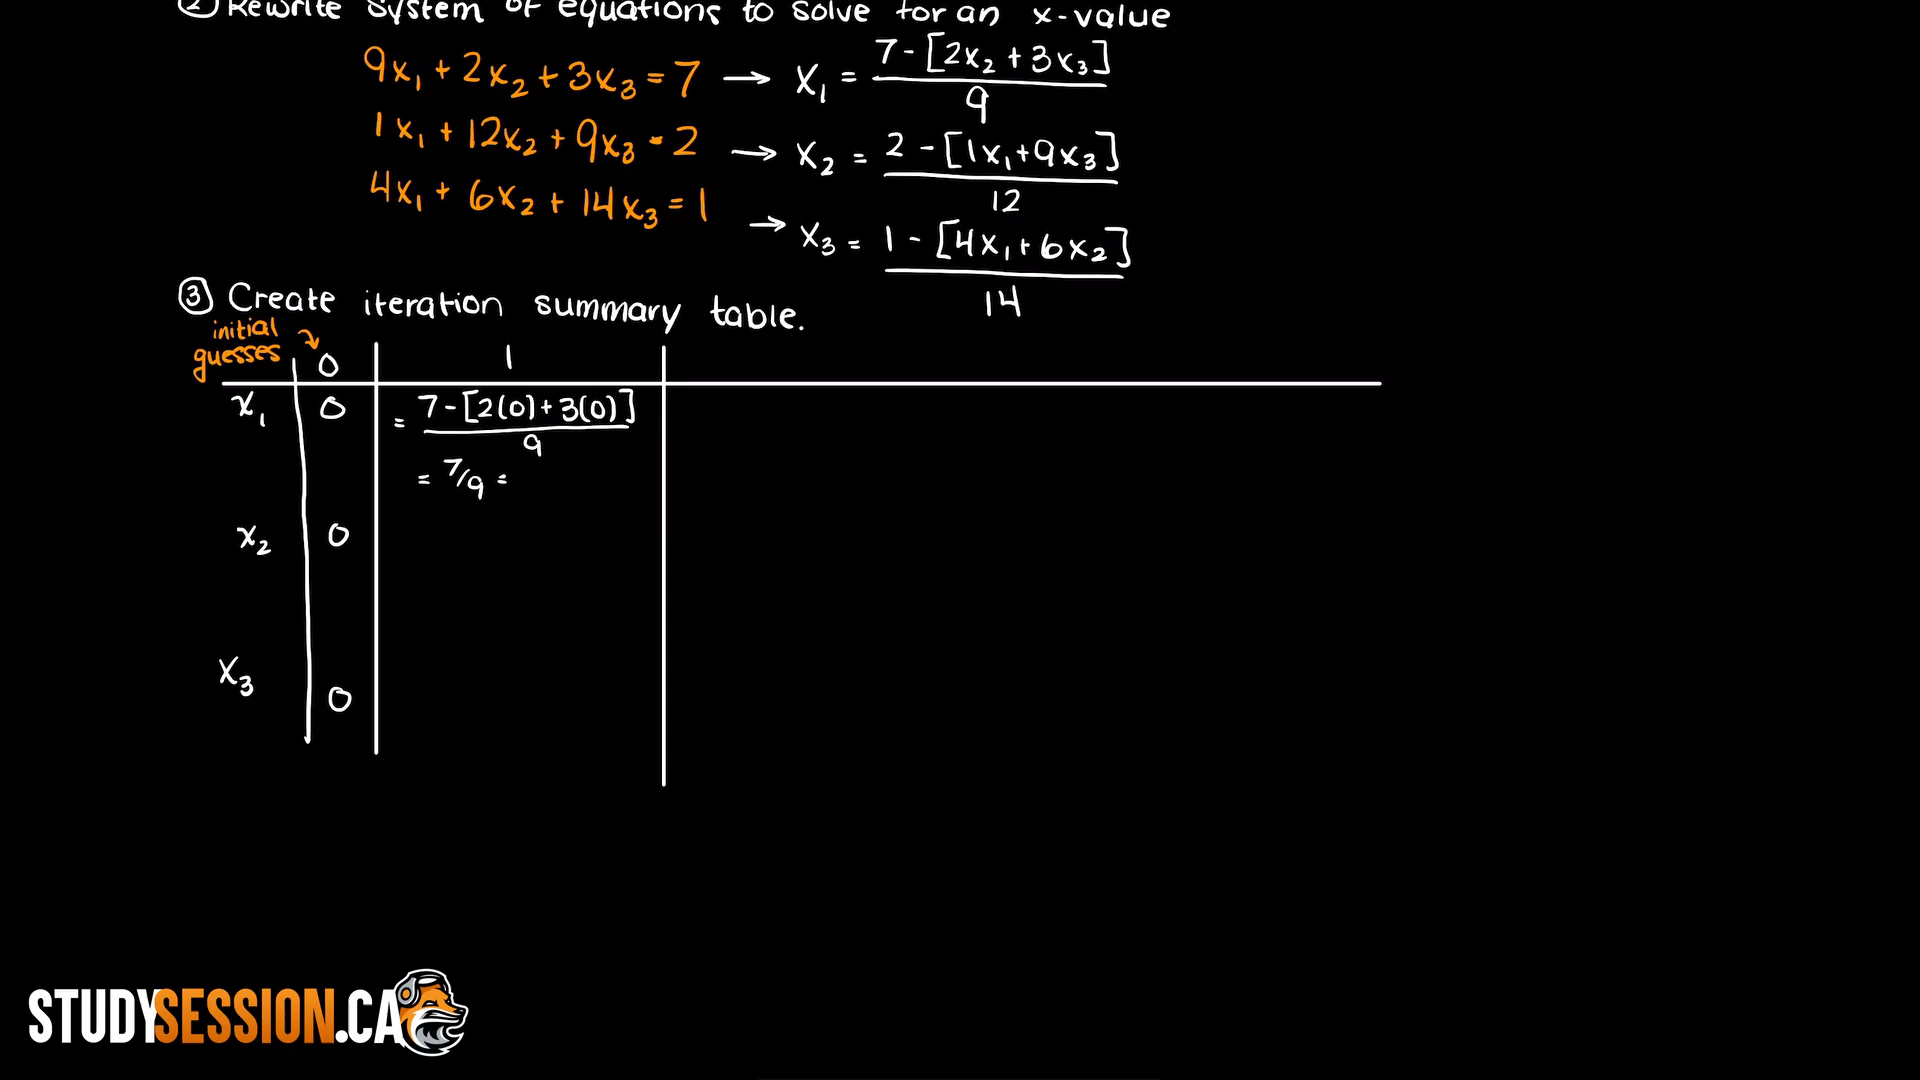 ② Rewrite system of equations to solve for an x-value
9x₁ + 2x₂ + 3x₃ = 7 → x₁ = 7 - [2x₂ + 3x₃] / 9
1x₁ + 12x₂ + 9x₃ = 2 → x₂ = 2 - [1x₁ + 9x₃] / 12
4x₁ + 6x₂ + 14x₃ = 1 → x₃ = 1 - [4x₁ + 6x₂] / 14
③ Create iteration summary table.
initial guesses
0 1
x₁ 0 = 7 - [2(0) + 3(0)] / 9
= 7/9 =
x₂ 0
x₃ 0
STUDYSESSION.CA